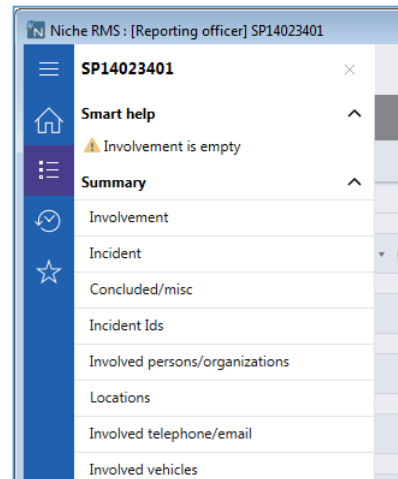 Niche RMS : [Reporting officer] SP14023401
SP14023401
Smart help
Involvement is empty
Summary
Involvement
Incident
Concluded/misc
Incident Ids
Involved persons/organizations
Locations
Involved telephone/email
Involved vehicles